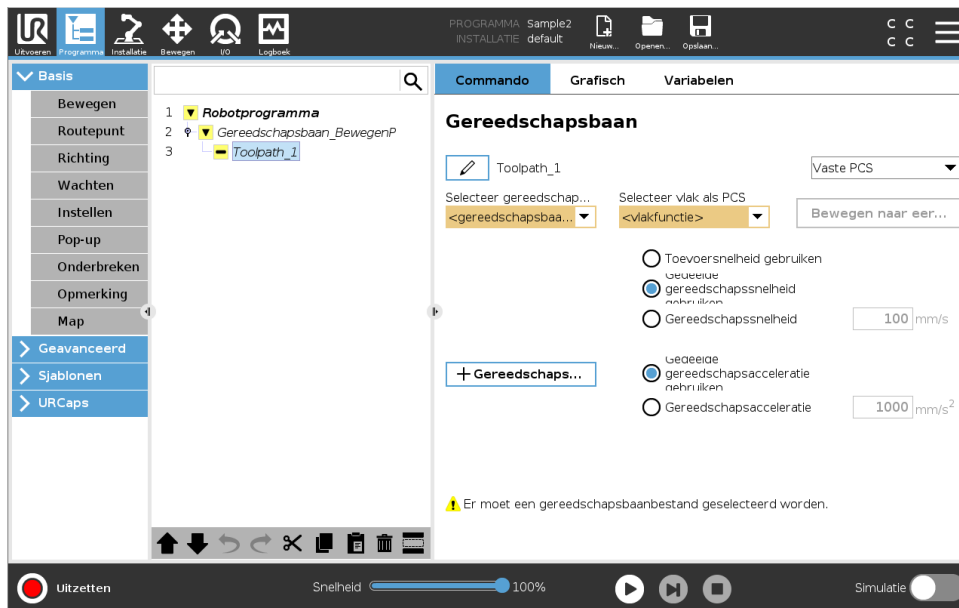 UR
Uitvoeren
Programma
Installatie
Bewegen
I/O
Logboek
PROGRAMMA Sample2
INSTALLATIE default
Nieuw...
Openen...
Opslaan...
C C
C C
Basis
Bewegen
Routepunt
Richting
Wachten
Instellen
Pop-up
Onderbreken
Opmerking
Map
Geavanceerd
Sjablonen
URCaps
1 Robotprogramma
2 Gereedschapsbaan_BewegenP
3 Toolpath_1
Commando Grafisch Variabelen
Gereedschapsbaan
Toolpath_1
Vaste PCS
Selecteer gereedschap...
<gereedschapsbaa...
Selecteer vlak als PCS
<vlakfunctie>
Bewegen naar eer...
Toevoersnelheid gebruiken
Gedeelde
gereedschapssnelheid
gebruiken
Gereedschapssnelheid 100 mm/s
+ Gereedschaps...
Gedeelde
gereedschapsacceleratie
gebruiken
Gereedschapsacceleratie 1000 mm/s²
Er moet een gereedschapsbaanbestand geselecteerd worden.
Uitzetten
Snelheid 100%
Simulatie